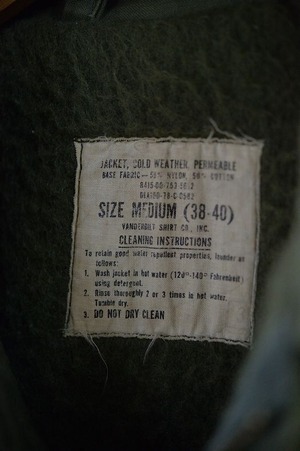 JACKET, COLD WEATHER, PERMEABLE
BASE FABRIC—50% NYLON, 50% COTTON
SIZE MEDIUM (38-40)
VANDERBILT SHIRT CO., INC.
CLEANING INSTRUCTIONS
To retain good water repellent properties, launder as
follows:
1. Wash jacket in hot water (120°-140° Fahrenheit)
using detergent.
2. Rinse thoroughly 2 or 3 times in hot water.
Tumble dry.
3. DO NOT DRY CLEAN